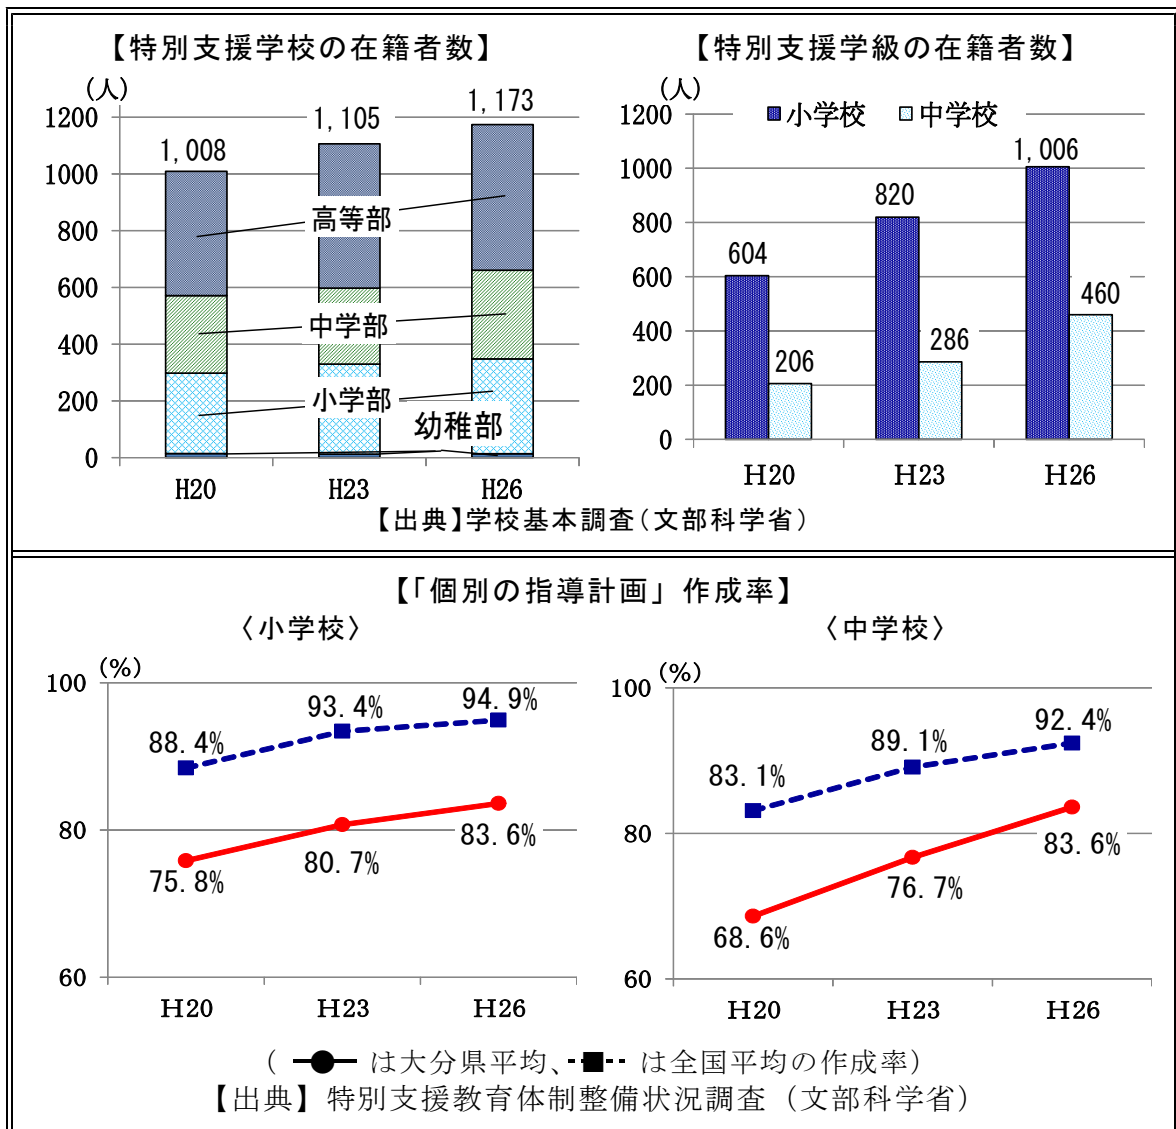 【特別支援学校の在籍者数】
(人)
1200
1000
800
600
400
200
0
1,008
1,105
1,173
高等部
中学部
小学部
幼稚部
H20
H23
H26
【特別支援学級の在籍者数】
(人)
1200
1000
800
600
400
200
0
小学校
中学校
604
206
820
286
1,006
460
H20
H23
H26
【出典】学校基本調査(文部科学省)
【「個別の指導計画」作成率】
〈小学校〉
(%)
100
80
60
88.4%
93.4%
94.9%
75.8%
80.7%
83.6%
H20
H23
H26
〈中学校〉
(%)
100
80
60
83.1%
89.1%
92.4%
68.6%
76.7%
83.6%
H20
H23
H26
( は大分県平均、 は全国平均の作成率)
【出典】特別支援教育体制整備状況調査(文部科学省)